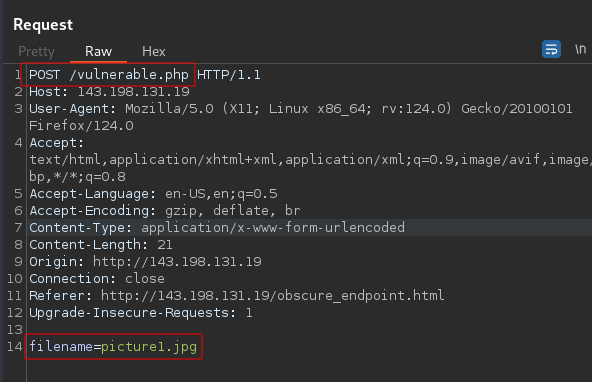 Request
Pretty Raw Hex
\n
1 POST /vulnerable.php HTTP/1.1
2 Host: 143.198.131.19
3 User-Agent: Mozilla/5.0 (X11; Linux x86_64; rv:124.0) Gecko/20100101
Firefox/124.0
4 Accept:
text/html,application/xhtml+xml,application/xml;q=0.9,image/avif,image/
bp,*/*;q=0.8
5 Accept-Language: en-US,en;q=0.5
6 Accept-Encoding: gzip, deflate, br
7 Content-Type: application/x-www-form-urlencoded
8 Content-Length: 21
9 Origin: http://143.198.131.19
10 Connection: close
11 Referer: http://143.198.131.19/obscure_endpoint.html
12 Upgrade-Insecure-Requests: 1
13
14 filename=picture1.jpg